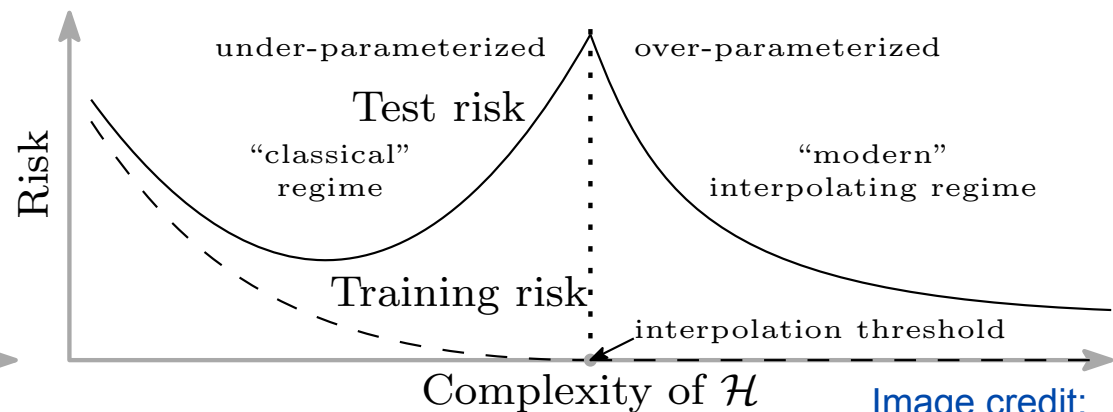 under-parameterized
over-parameterized
Test risk
“classical”
regime
“modern”
interpolating regime
Risk
Training risk
interpolation threshold
Complexity of ℋ
Image credit: